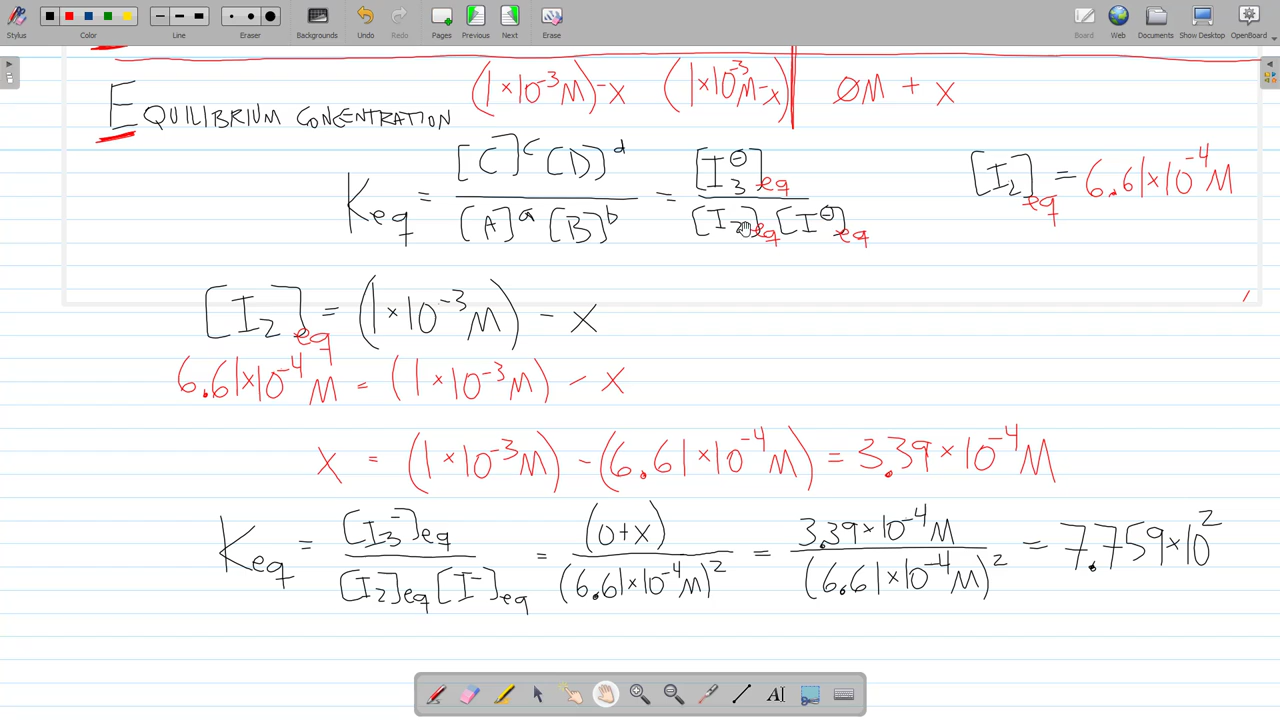 Stylus Color Line Eraser Backgrounds Undo Redo Pages Previous Next Erase Board Web Documents Show Desktop OpenBoard
(1×10⁻³M)-x (1×10⁻³M-x) ØM + x
EQUILIBRIUM CONCENTRATION
Keq = [C]ᶜ[D]ᵈ / [A]ᵃ[B]ᵇ = [I₃⊖]eq / [I₂]eq[I⊖]eq [I₂]eq = 6.61×10⁻⁴M
[I₂]eq = (1×10⁻³M) - x
6.61×10⁻⁴M = (1×10⁻³M) - x
x = (1×10⁻³M) - (6.61×10⁻⁴M) = 3.39×10⁻⁴M
Keq = [I₃⁻]eq / [I₂]eq[I⁻]eq = (0+x) / (6.61×10⁻⁴M)² = 3.39×10⁻⁴M / (6.61×10⁻⁴M)² = 7.759×10²